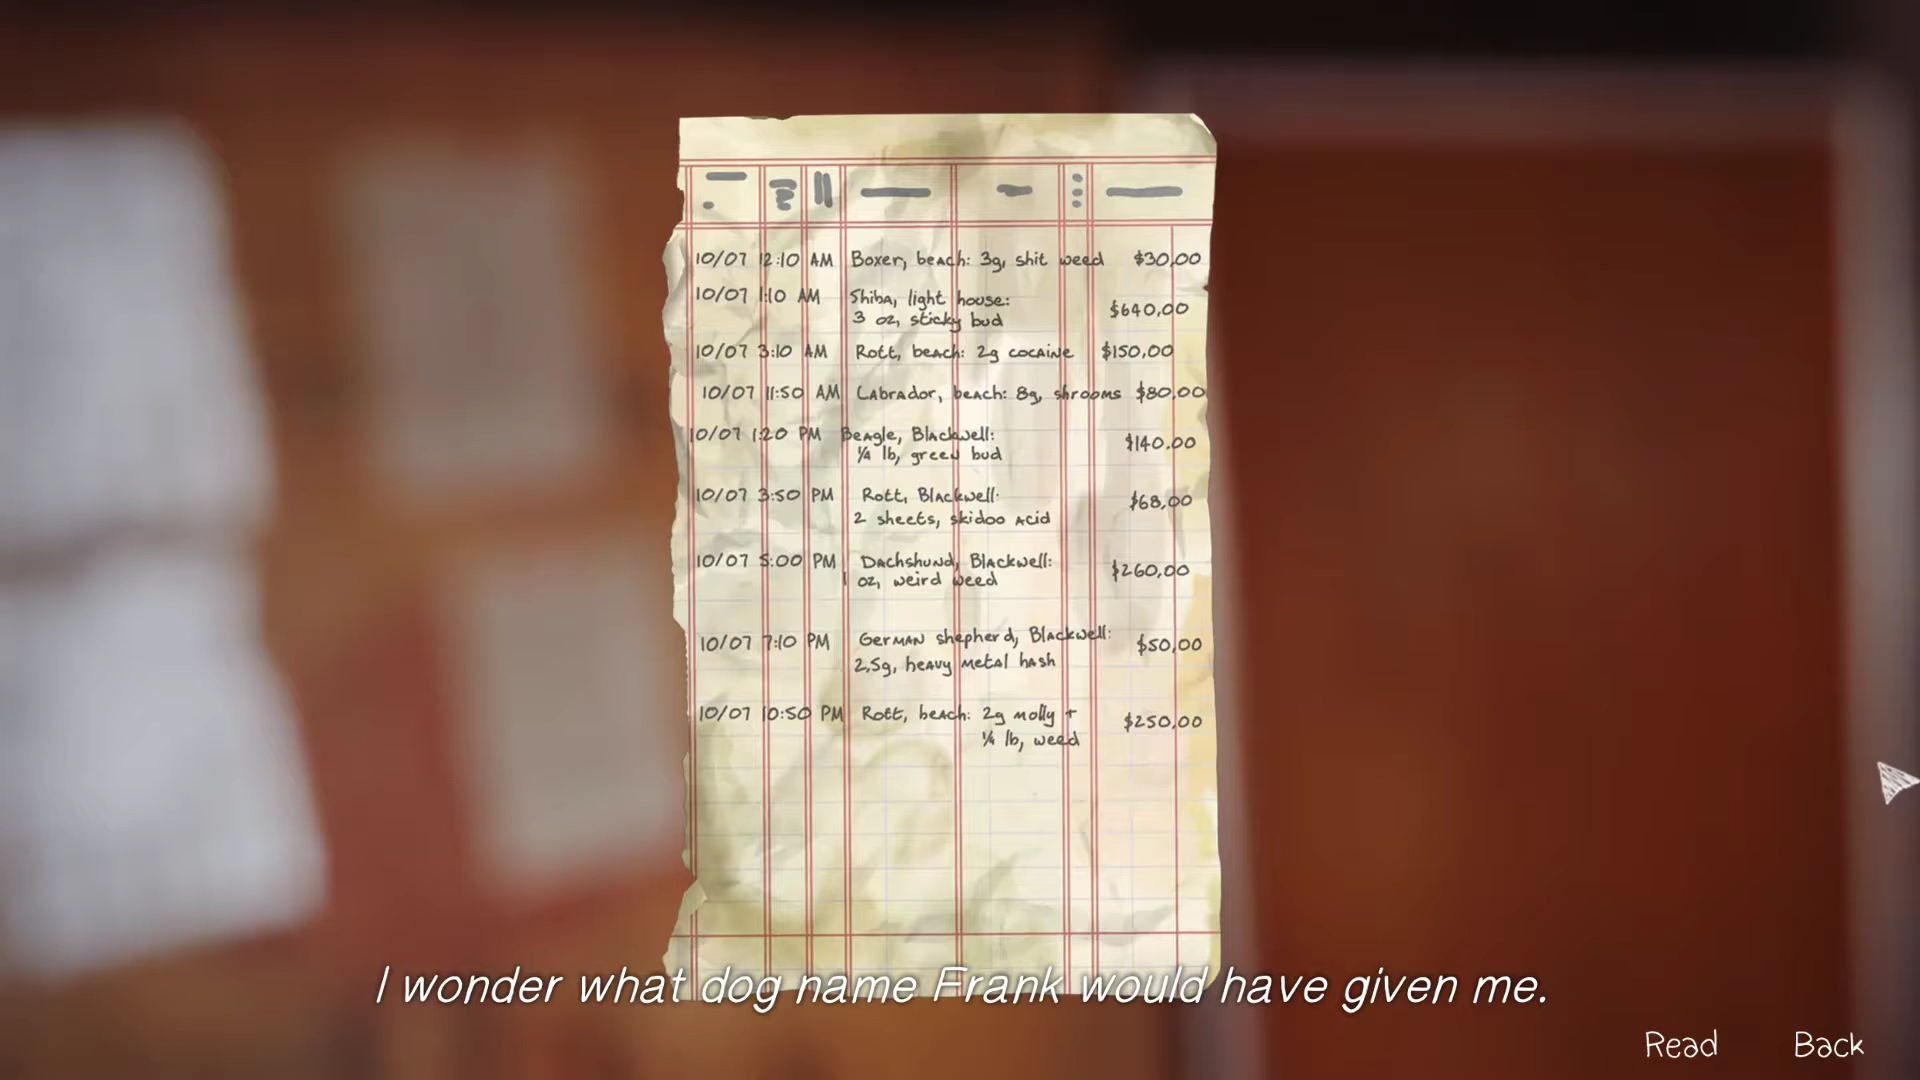 10/07 12:10 AM Boxer, beach: 3g, shit weed $30,00
10/07 1:10 AM Shiba, light house:
3 oz, sticky bud $640,00
10/07 3:10 AM Rott, beach: 2g cocaine $150,00
10/07 11:50 AM Labrador, beach: 8g, shrooms $80,00
10/07 1:20 PM Beagle, Blackwell:
1/4 lb, green bud $140.00
10/07 3:50 PM Rott, Blackwell:
2 sheets, skidoo acid $68,00
10/07 5:00 PM Dachshund, Blackwell:
1 oz, weird weed $260,00
10/07 7:10 PM German shepherd, Blackwell: $50,00
2,5g, heavy metal hash
10/07 10:50 PM Rott, beach: 2g molly + $250,00
1/4 lb, weed
I wonder what dog name Frank would have given me.
Read Back